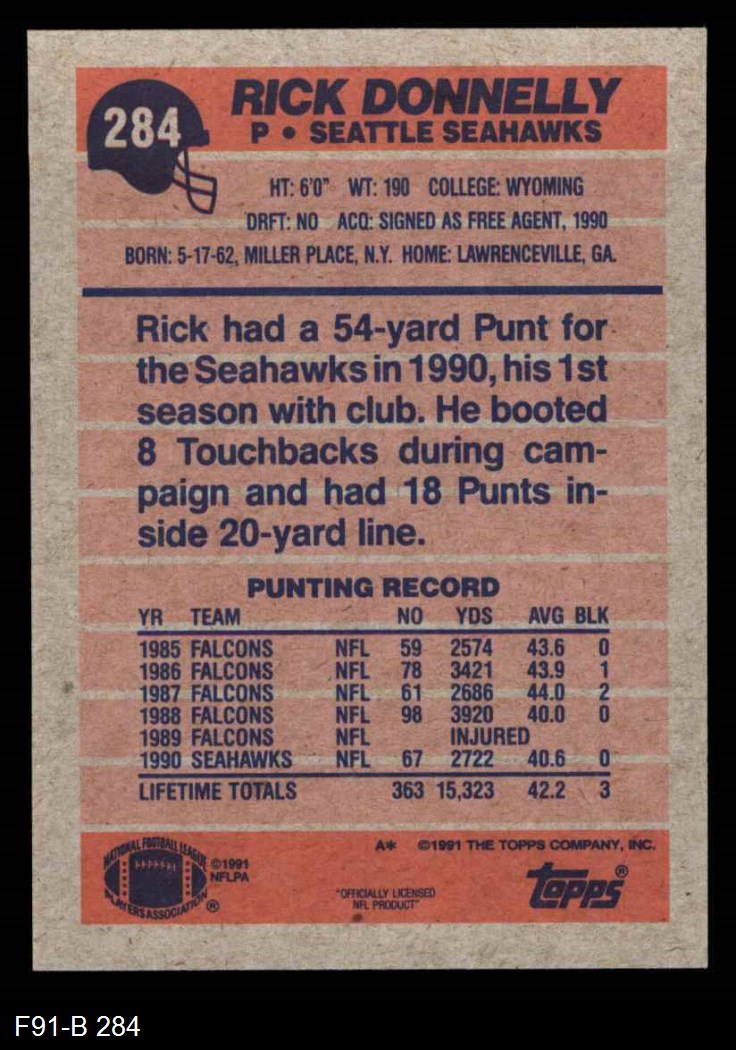 284
RICK DONNELLY
P • SEATTLE SEAHAWKS
HT: 6'0" WT: 190 COLLEGE: WYOMING
DRFT: NO ACQ: SIGNED AS FREE AGENT, 1990
BORN: 5-17-62, MILLER PLACE, N.Y. HOME: LAWRENCEVILLE, GA.
Rick had a 54-yard Punt for
the Seahawks in 1990, his 1st
season with club. He booted
8 Touchbacks during cam-
paign and had 18 Punts in-
side 20-yard line.
PUNTING RECORD
YR TEAM NO YDS AVG BLK
1985 FALCONS NFL 59 2574 43.6 0
1986 FALCONS NFL 78 3421 43.9 1
1987 FALCONS NFL 61 2686 44.0 2
1988 FALCONS NFL 98 3920 40.0 0
1989 FALCONS NFL INJURED
1990 SEAHAWKS NFL 67 2722 40.6 0
LIFETIME TOTALS 363 15,323 42.2 3
A* ©1991 THE TOPPS COMPANY, INC.
NATIONAL FOOTBALL LEAGUE
PLAYERS ASSOCIATION ®
©1991
NFLPA
"OFFICIALLY LICENSED
NFL PRODUCT"
topps®
F91-B 284